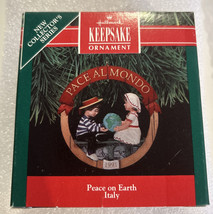 NEW
COLLECTOR'S
SERIES
Hallmark
KEEPSAKE
ORNAMENT
PACE AL MONDO
Peace on Earth
Italy